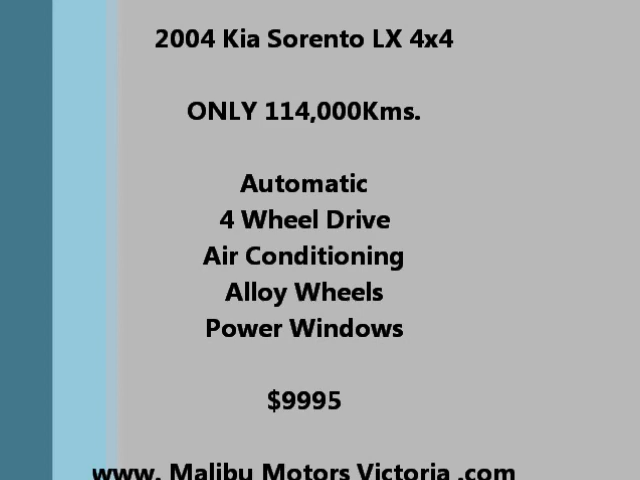 2004 Kia Sorento LX 4x4
ONLY 114,000Kms.
Automatic
4 Wheel Drive
Air Conditioning
Alloy Wheels
Power Windows
$9995
www. Malibu Motors Victoria .com